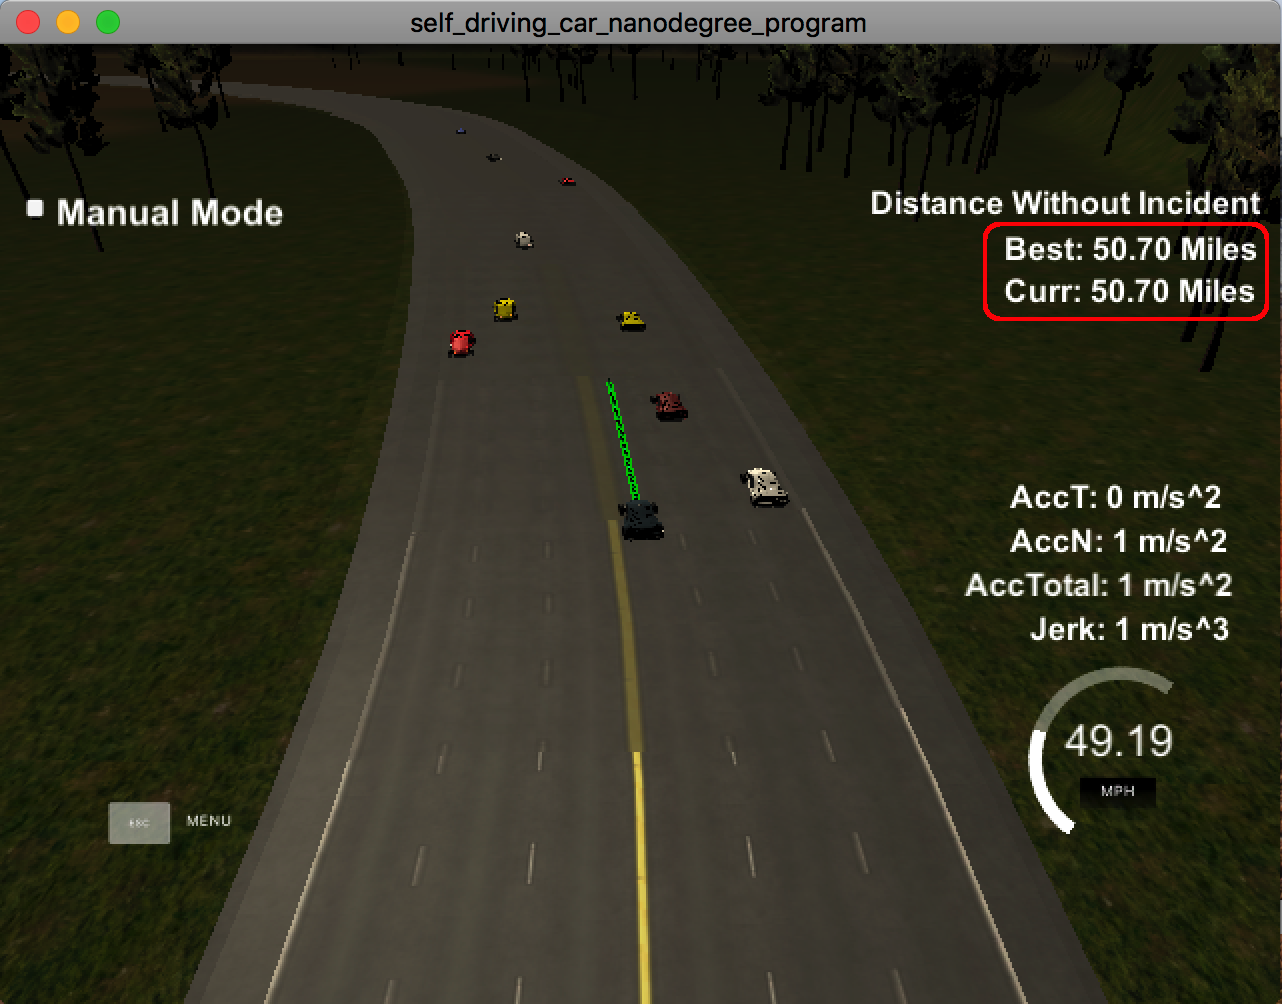 self_driving_car_nanodegree_program
Manual Mode
Distance Without Incident
Best: 50.70 Miles
Curr: 50.70 Miles
AccT: 0 m/s^2
AccN: 1 m/s^2
AccTotal: 1 m/s^2
Jerk: 1 m/s^3
49.19
MPH
ESC MENU